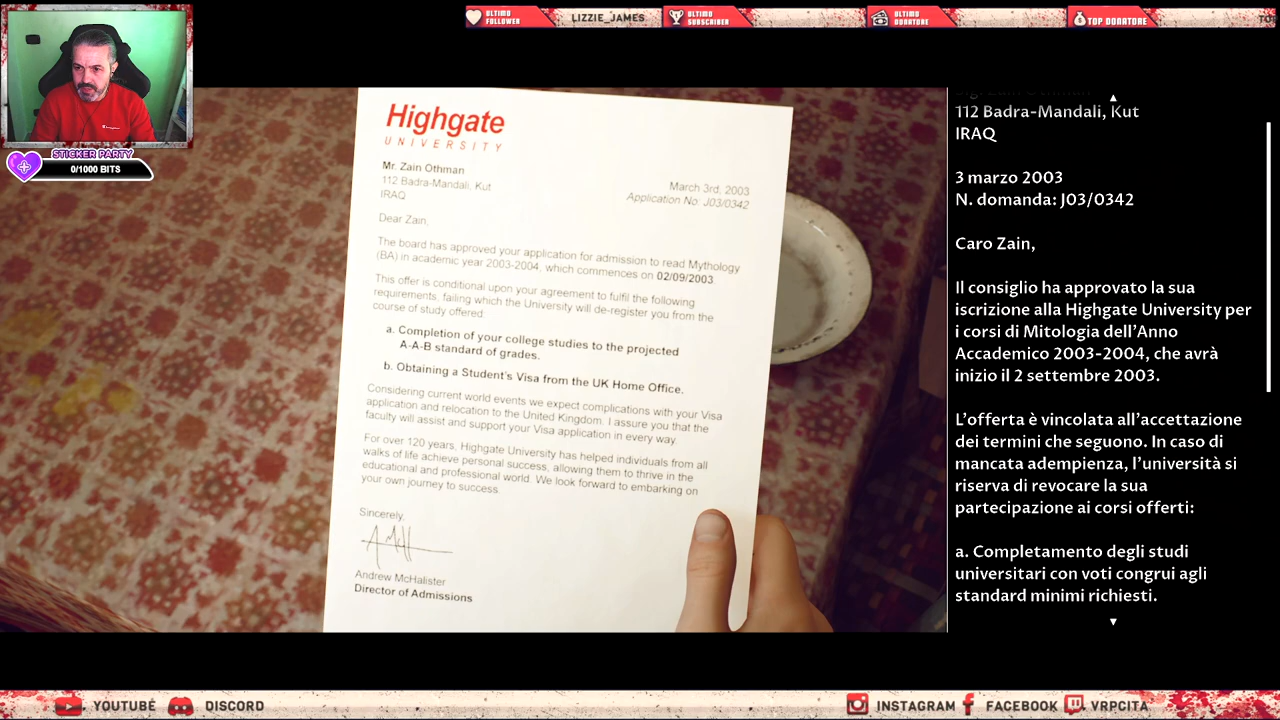 ULTIMO
FOLLOWER
LIZZIE_JAMES
ULTIMO
SUBSCRIBER
ULTIMO
DONATORE
TOP DONATORE
STICKER PARTY
0/1000 BITS
Highgate
UNIVERSITY
Mr. Zain Othman
112 Badra-Mandali, Kut
IRAQ
March 3rd, 2003
Application No: J03/0342
Dear Zain,
The board has approved your application for admission to read Mythology
(BA) in academic year 2003-2004, which commences on 02/09/2003.
This offer is conditional upon your agreement to fulfil the following
requirements, failing which the University will de-register you from the
course of study offered:
a. Completion of your college studies to the projected
A-A-B standard of grades.
b. Obtaining a Student's Visa from the UK Home Office.
Considering current world events we expect complications with your Visa
application and relocation to the United Kingdom. I assure you that the
faculty will assist and support your Visa application in every way.
For over 120 years, Highgate University has helped individuals from all
walks of life achieve personal success, allowing them to thrive in the
educational and professional world. We look forward to embarking on
your own journey to success.
Sincerely,
Andrew McHalister
Director of Admissions
112 Badra-Mandali, Kut
IRAQ
3 marzo 2003
N. domanda: J03/0342
Caro Zain,
Il consiglio ha approvato la sua
iscrizione alla Highgate University per
i corsi di Mitologia dell'Anno
Accademico 2003-2004, che avrà
inizio il 2 settembre 2003.
L'offerta è vincolata all'accettazione
dei termini che seguono. In caso di
mancata adempienza, l'università si
riserva di revocare la sua
partecipazione ai corsi offerti:
a. Completamento degli studi
universitari con voti congrui agli
standard minimi richiesti.
YOUTUBE
DISCORD
INSTAGRAM
FACEBOOK
VRPCITA